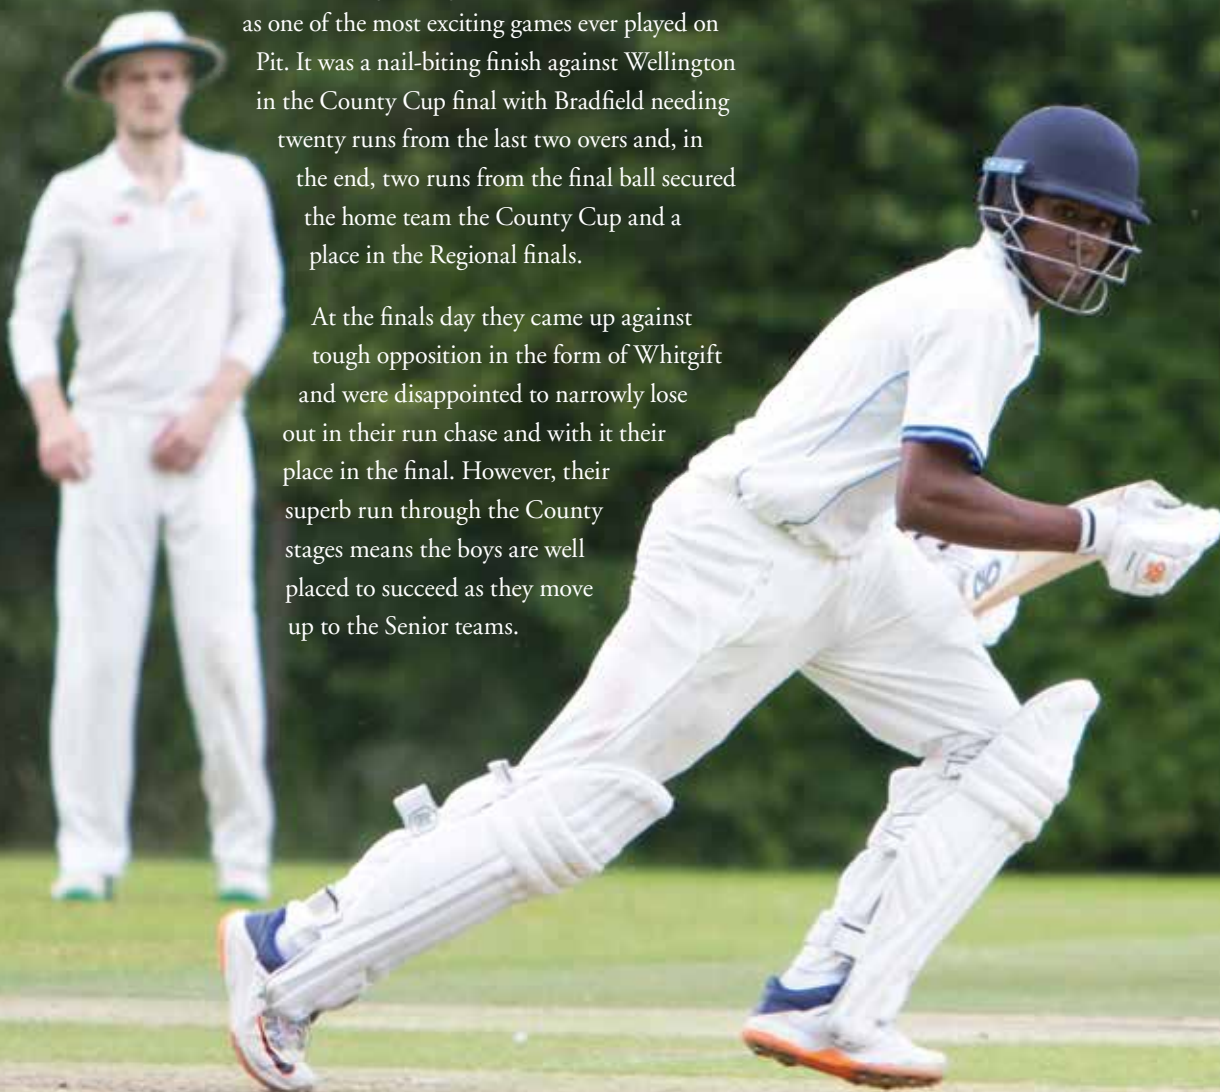 as one of the most exciting games ever played on
Pit. It was a nail-biting finish against Wellington
in the County Cup final with Bradfield needing
twenty runs from the last two overs and, in
the end, two runs from the final ball secured
the home team the County Cup and a
place in the Regional finals.
At the finals day they came up against
tough opposition in the form of Whitgift
and were disappointed to narrowly lose
out in their run chase and with it their
place in the final. However, their
superb run through the County
stages means the boys are well
placed to succeed as they move
up to the Senior teams.